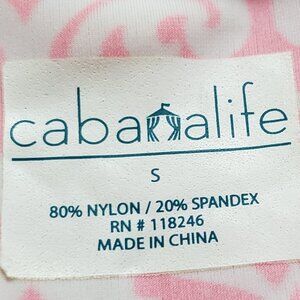 cabanalife
S
80% NYLON / 20% SPANDEX
RN # 118246
MADE IN CHINA